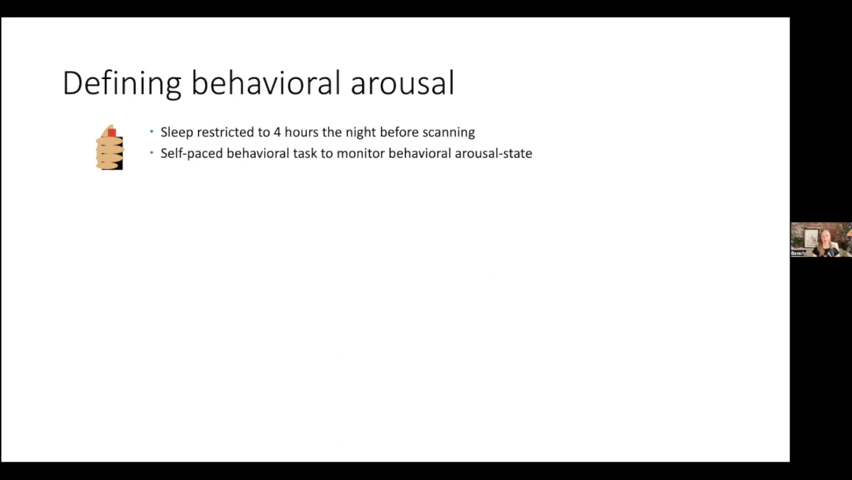 Defining behavioral arousal
• Sleep restricted to 4 hours the night before scanning
• Self-paced behavioral task to monitor behavioral arousal-state